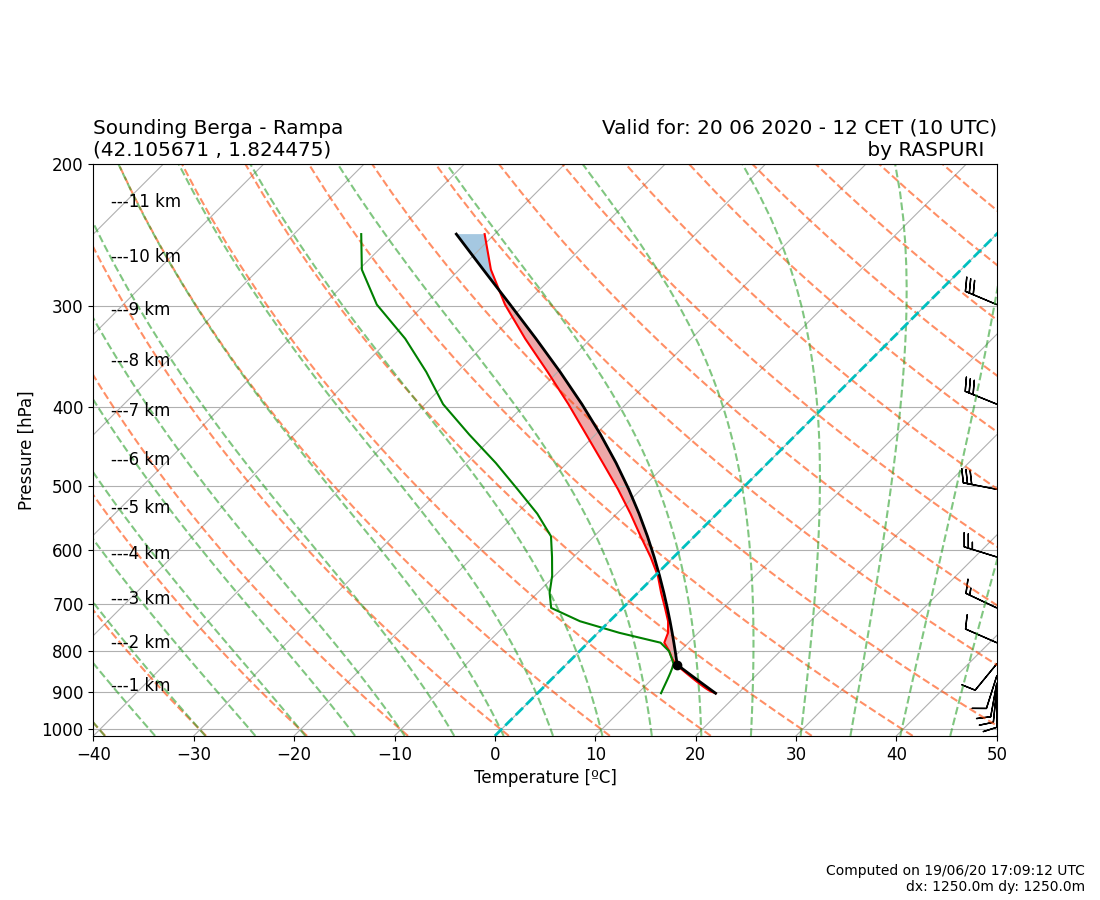 Sounding Berga - Rampa
(42.105671 , 1.824475)
Valid for: 20 06 2020 - 12 CET (10 UTC)
by RASPURI
200
300
400
500
600
700
800
900
1000
Pressure [hPa]
---11 km
---10 km
---9 km
---8 km
---7 km
---6 km
---5 km
---4 km
---3 km
---2 km
---1 km
−40 −30 −20 −10 0 10 20 30 40 50
Temperature [ºC]
Computed on 19/06/20 17:09:12 UTC
dx: 1250.0m dy: 1250.0m